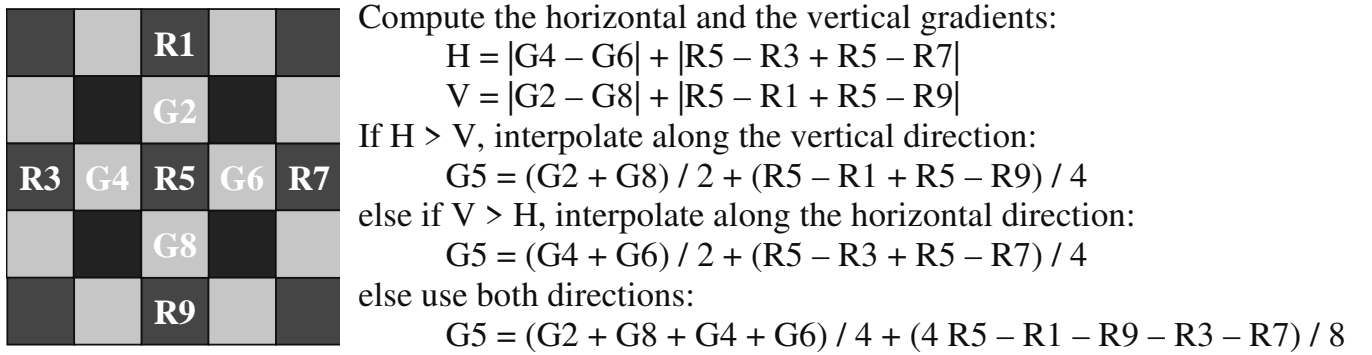 R1
G2
R3 G4 R5 G6 R7
G8
R9
Compute the horizontal and the vertical gradients:
H = |G4 – G6| + |R5 – R3 + R5 – R7|
V = |G2 – G8| + |R5 – R1 + R5 – R9|
If H > V, interpolate along the vertical direction:
G5 = (G2 + G8) / 2 + (R5 – R1 + R5 – R9) / 4
else if V > H, interpolate along the horizontal direction:
G5 = (G4 + G6) / 2 + (R5 – R3 + R5 – R7) / 4
else use both directions:
G5 = (G2 + G8 + G4 + G6) / 4 + (4 R5 – R1 – R9 – R3 – R7) / 8